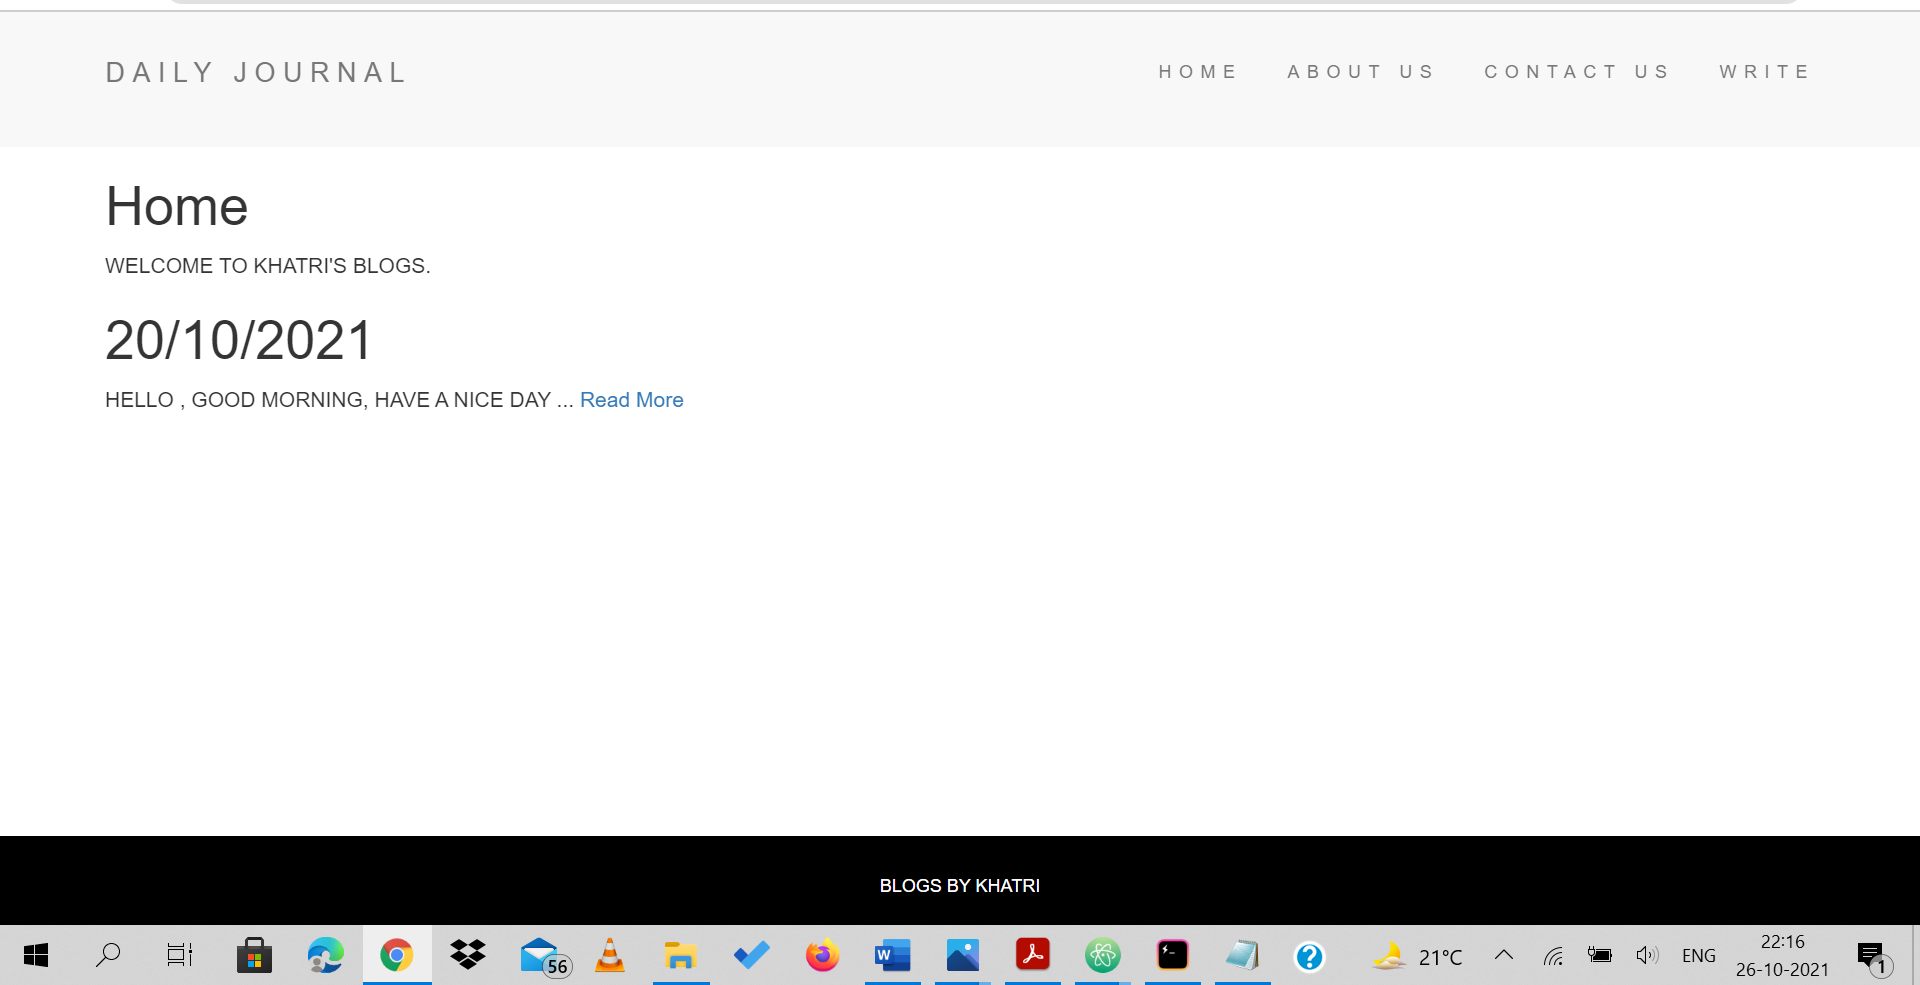 DAILY JOURNAL
HOME ABOUT US CONTACT US WRITE
Home
WELCOME TO KHATRI'S BLOGS.
20/10/2021
HELLO , GOOD MORNING, HAVE A NICE DAY ... Read More
BLOGS BY KHATRI
56
W
21°C
ENG
22:16
26-10-2021
1